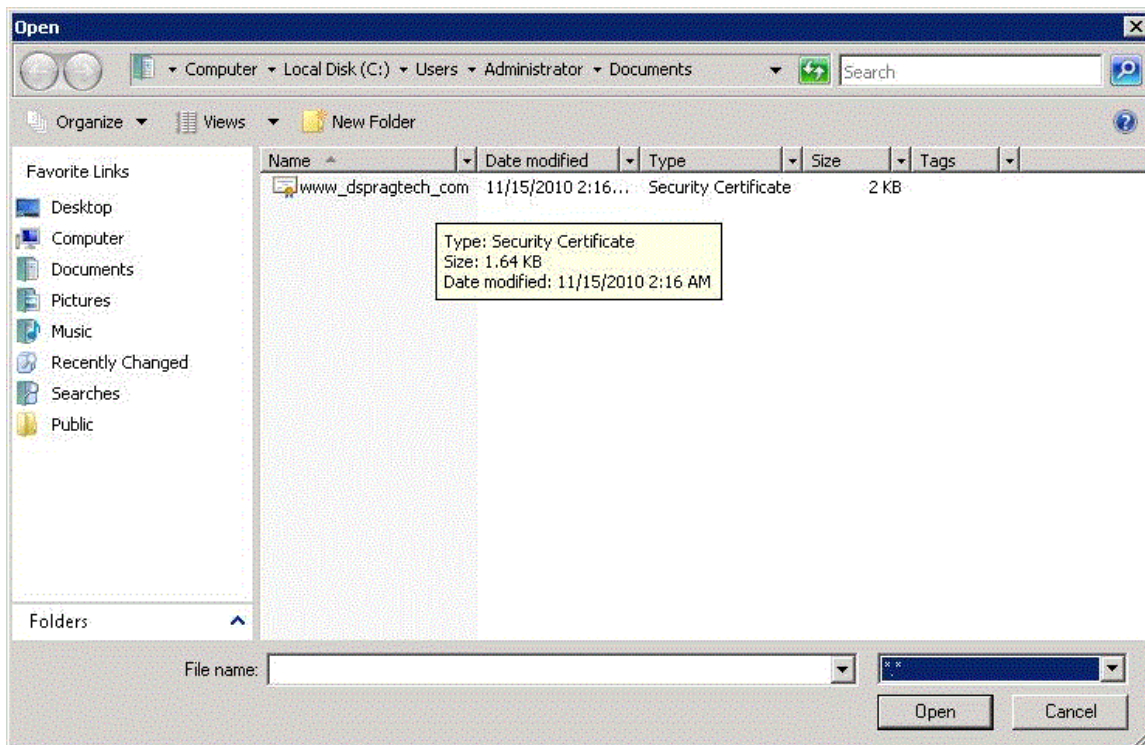 Open
Computer Local Disk (C:) Users Administrator Documents Search
Organize Views New Folder
Favorite Links
Desktop
Computer
Documents
Pictures
Music
Recently Changed
Searches
Public
Folders
Name Date modified Type Size Tags
www_dspragtech_com 11/15/2010 2:16... Security Certificate 2 KB
Type: Security Certificate
Size: 1.64 KB
Date modified: 11/15/2010 2:16 AM
File name: *.*
Open Cancel